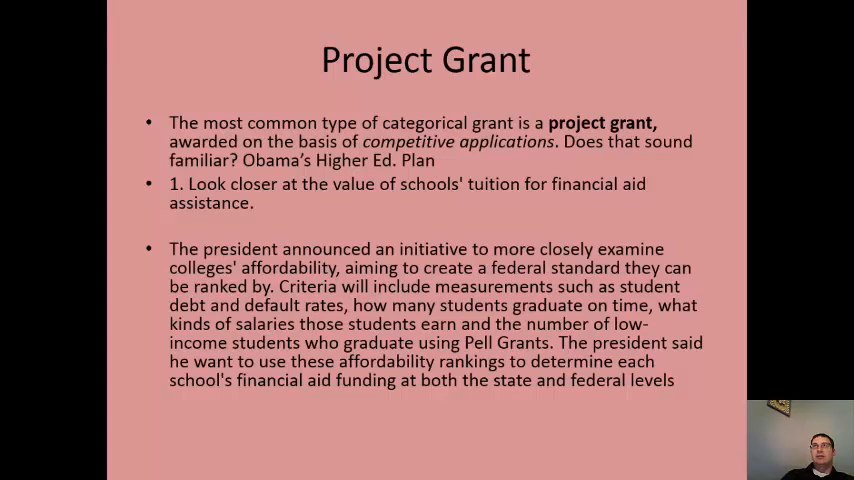 Project Grant
• The most common type of categorical grant is a project grant,
awarded on the basis of competitive applications. Does that sound
familiar? Obama's Higher Ed. Plan
• 1. Look closer at the value of schools' tuition for financial aid
assistance.
• The president announced an initiative to more closely examine
colleges' affordability, aiming to create a federal standard they can
be ranked by. Criteria will include measurements such as student
debt and default rates, how many students graduate on time, what
kinds of salaries those students earn and the number of low-
income students who graduate using Pell Grants. The president said
he want to use these affordability rankings to determine each
school's financial aid funding at both the state and federal levels